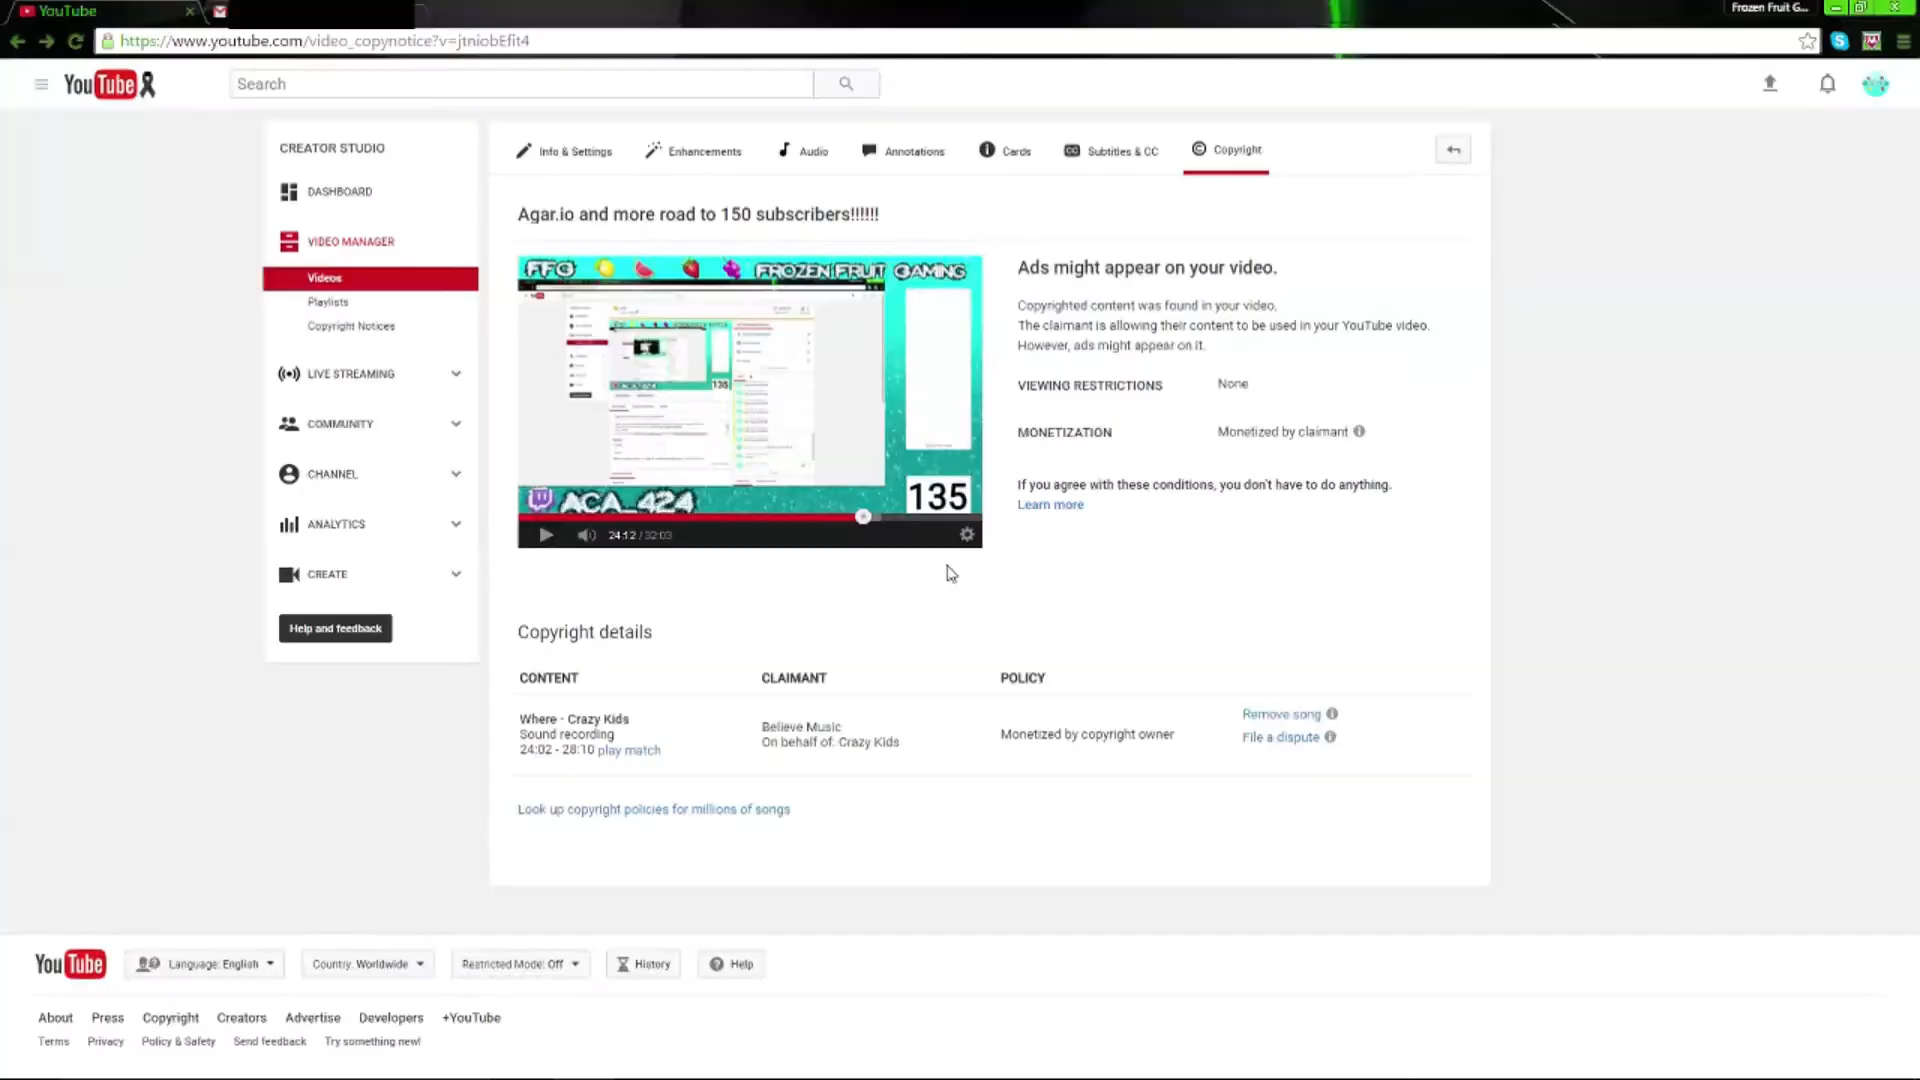 YouTube
Frozen Fruit G...
https://www.youtube.com/video_copynotice?v=jtniobEfit4
YouTube
Search
CREATOR STUDIO
DASHBOARD
VIDEO MANAGER
Videos
Playlists
Copyright Notices
LIVE STREAMING
COMMUNITY
CHANNEL
ANALYTICS
CREATE
Help and feedback
Info & Settings
Enhancements
Audio
Annotations
Cards
Subtitles & CC
Copyright
Agar.io and more road to 150 subscribers!!!!!!
FFG
FROZEN FRUIT GAMING
135
ACA_424
135
24:12 / 32:03
Ads might appear on your video.
Copyrighted content was found in your video.
The claimant is allowing their content to be used in your YouTube video.
However, ads might appear on it.
VIEWING RESTRICTIONS
None
MONETIZATION
Monetized by claimant
If you agree with these conditions, you don't have to do anything.
Learn more
Copyright details
CONTENT
CLAIMANT
POLICY
Where - Crazy Kids
Sound recording
24:02 - 28:10 play match
Believe Music
On behalf of: Crazy Kids
Monetized by copyright owner
Remove song
File a dispute
Look up copyright policies for millions of songs
YouTube
Language: English
Country: Worldwide
Restricted Mode: Off
History
Help
About Press Copyright Creators Advertise Developers +YouTube
Terms Privacy Policy & Safety Send feedback Try something new!